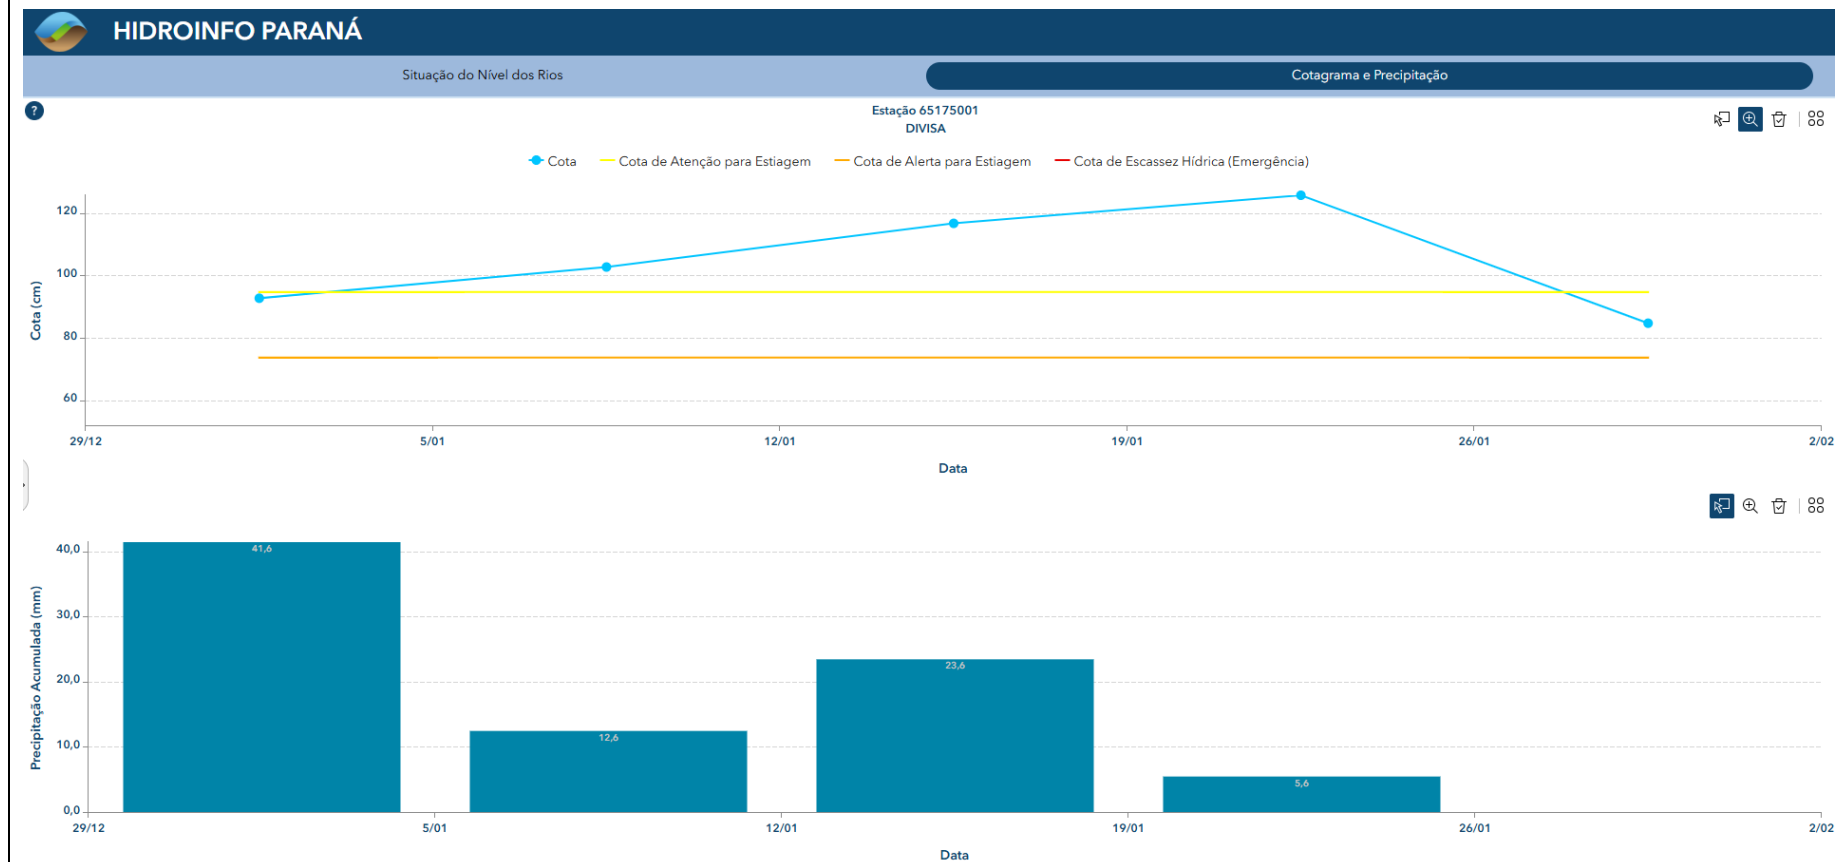 HIDROINFO PARANÁ
Situação do Nível dos Rios
Cotagrama e Precipitação
?
Estação 65175001
DIVISA
Cota
Cota de Atenção para Estiagem
Cota de Alerta para Estiagem
Cota de Escassez Hídrica (Emergência)
Cota (cm)
120
100
80
60
29/12
5/01
12/01
19/01
26/01
2/02
Data
Precipitação Acumulada (mm)
40,0
30,0
20,0
10,0
0,0
41,6
12,6
23,6
5,6
29/12
5/01
12/01
19/01
26/01
2/02
Data